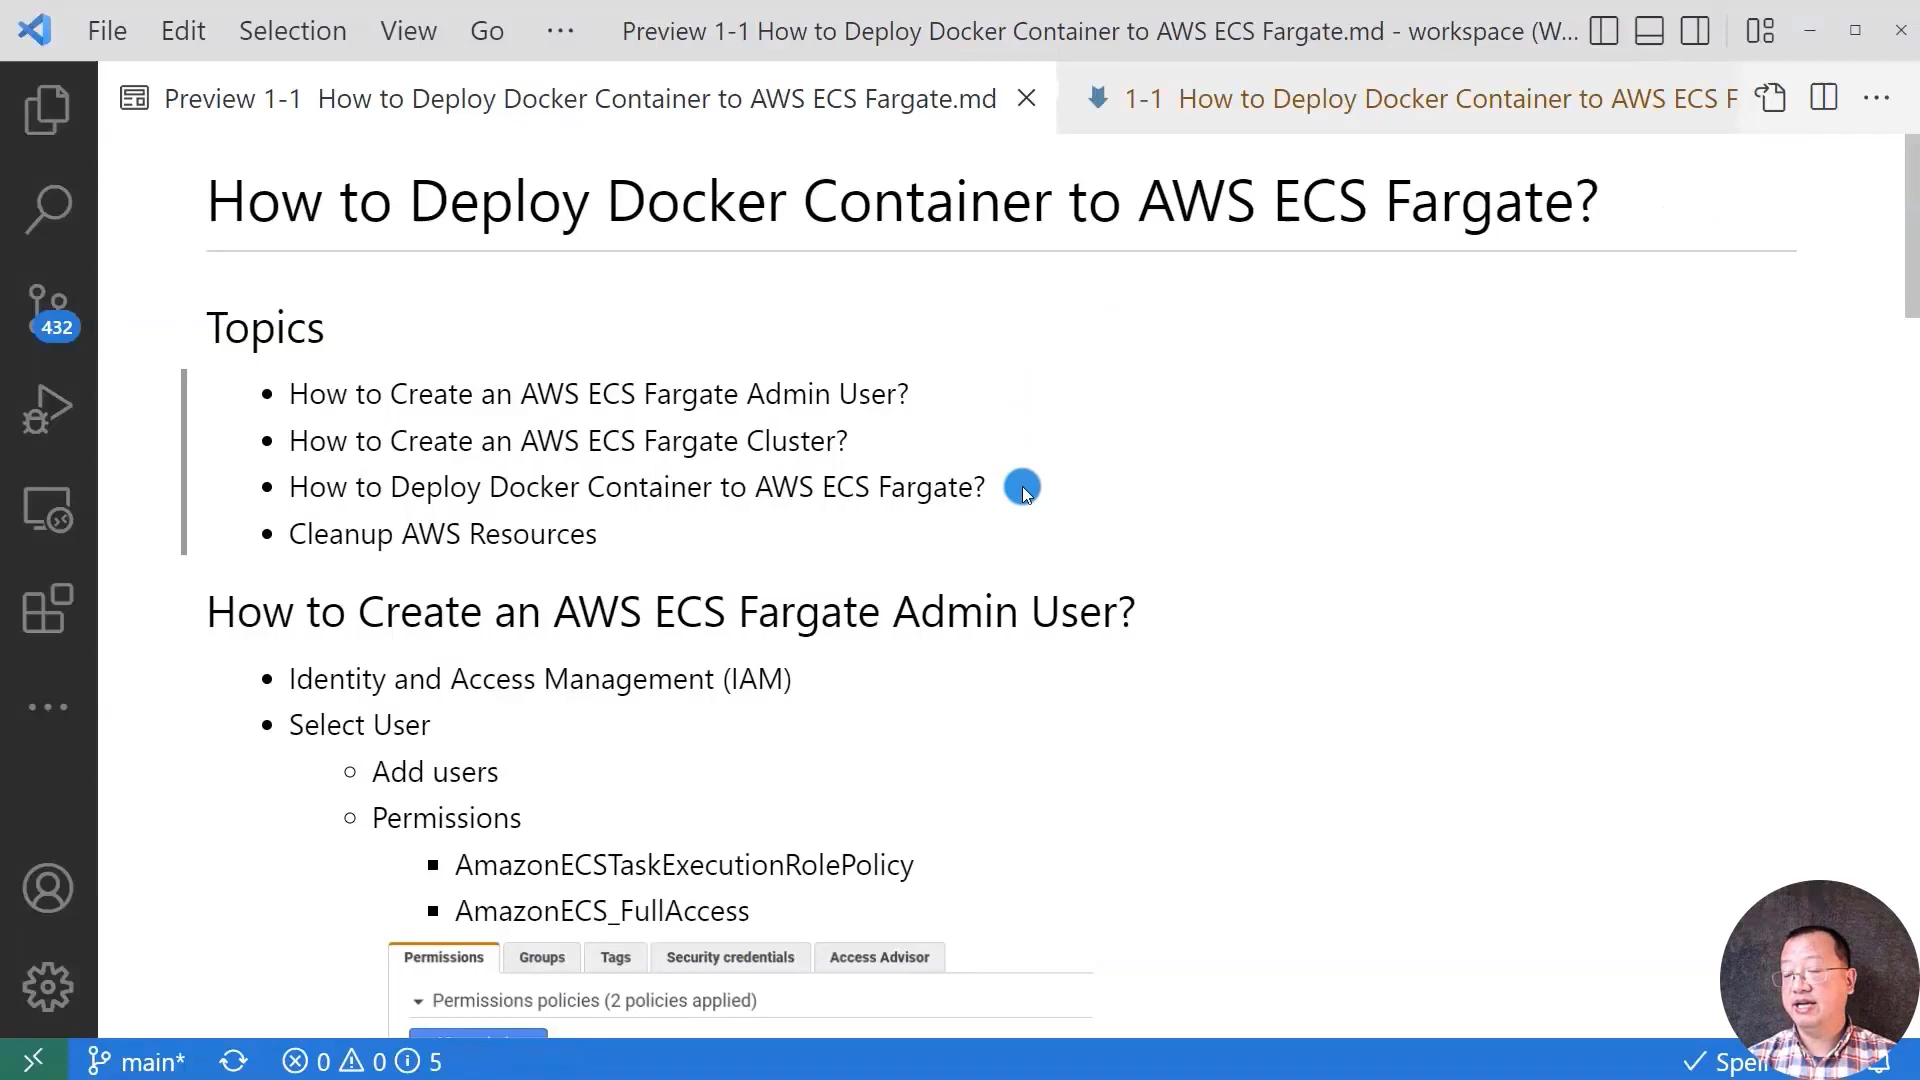 File Edit Selection View Go ··· Preview 1-1 How to Deploy Docker Container to AWS ECS Fargate.md - workspace (W...
Preview 1-1 How to Deploy Docker Container to AWS ECS Fargate.md
1-1 How to Deploy Docker Container to AWS ECS F
How to Deploy Docker Container to AWS ECS Fargate?
Topics
• How to Create an AWS ECS Fargate Admin User?
• How to Create an AWS ECS Fargate Cluster?
• How to Deploy Docker Container to AWS ECS Fargate?
• Cleanup AWS Resources
432
How to Create an AWS ECS Fargate Admin User?
• Identity and Access Management (IAM)
• Select User
◦ Add users
◦ Permissions
▪ AmazonECSTaskExecutionRolePolicy
▪ AmazonECS_FullAccess
Permissions Groups Tags Security credentials Access Advisor
Permissions policies (2 policies applied)
main* 0 0 5